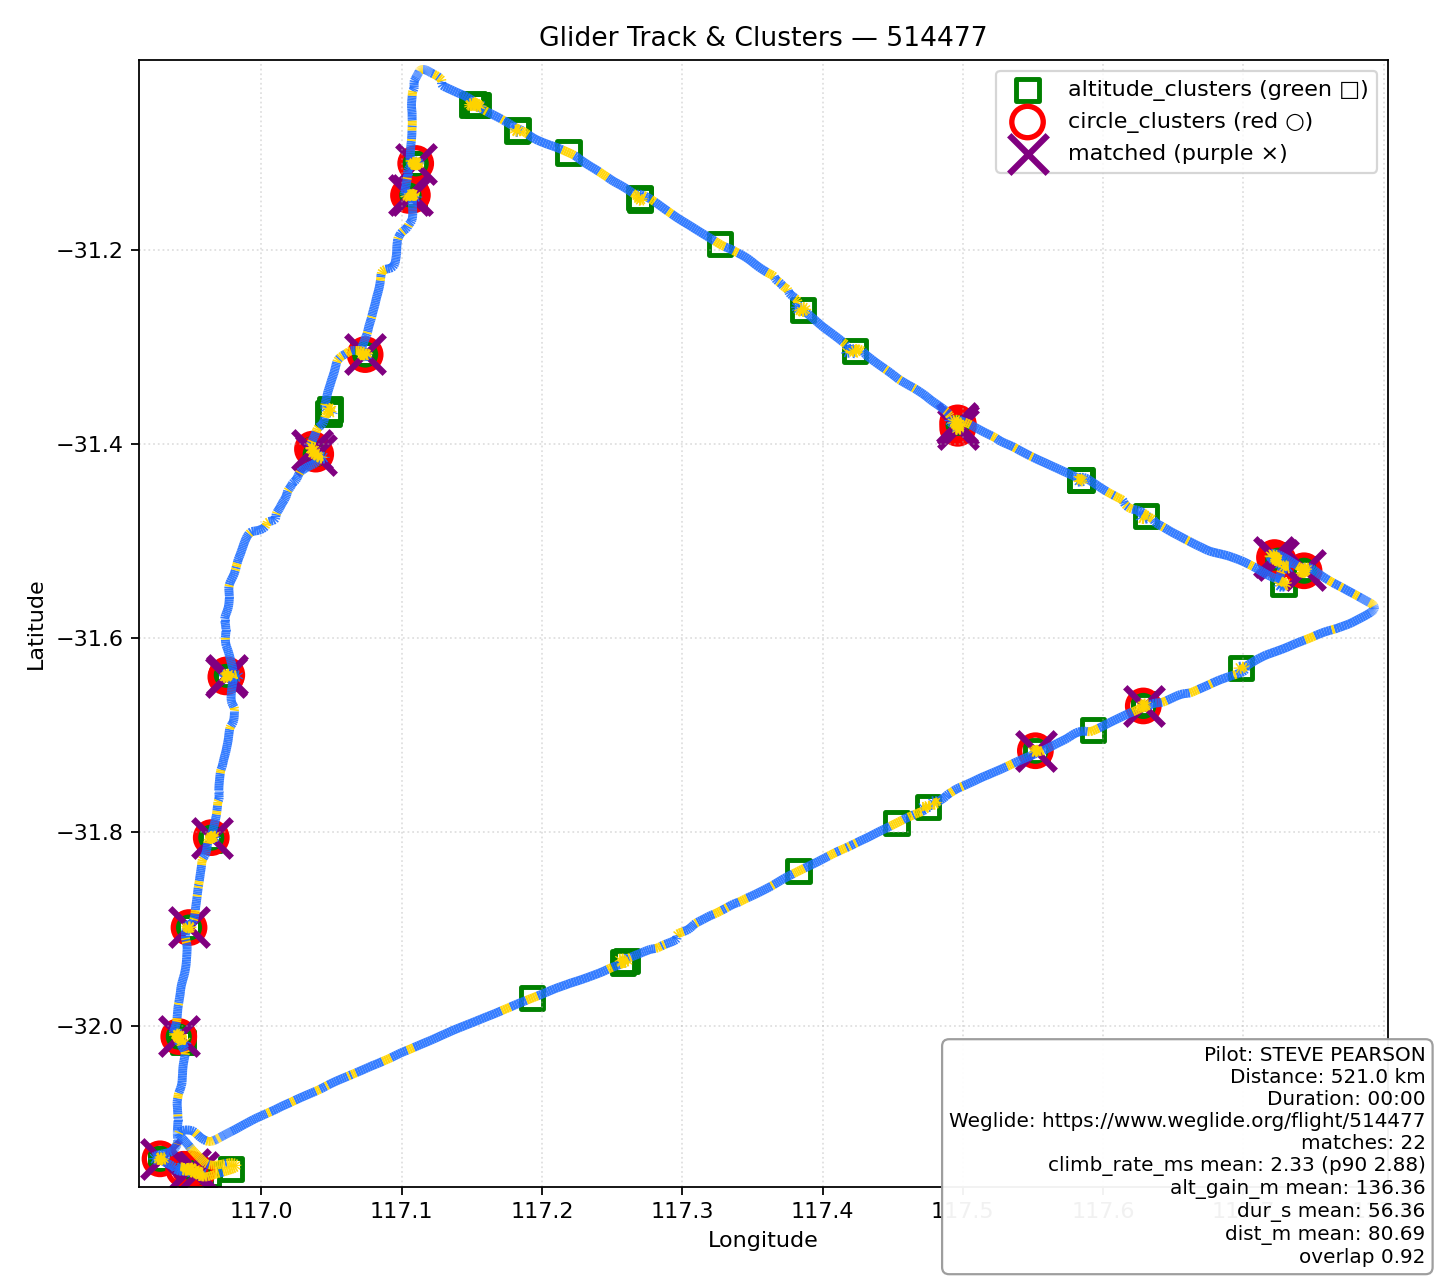 Glider Track & Clusters — 514477
altitude_clusters (green □)
circle_clusters (red ○)
matched (purple ×)
−31.2
−31.4
−31.6
−31.8
−32.0
Latitude
117.0
117.1
117.2
117.3
117.4
117.5
117.6
Longitude
Pilot: STEVE PEARSON
Distance: 521.0 km
Duration: 00:00
Weglide: https://www.weglide.org/flight/514477
matches: 22
climb_rate_ms mean: 2.33 (p90 2.88)
alt_gain_m mean: 136.36
dur_s mean: 56.36
dist_m mean: 80.69
overlap 0.92